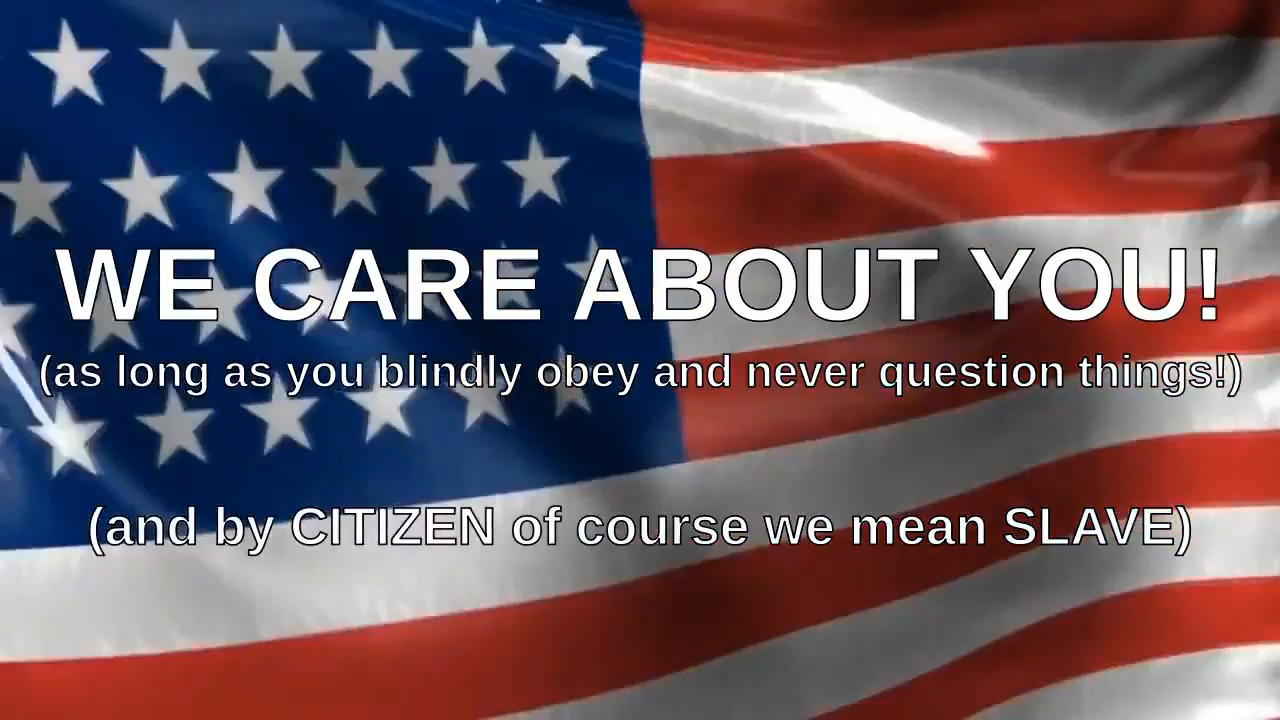 WE CARE ABOUT YOU!
(as long as you blindly obey and never question things!)
(and by CITIZEN of course we mean SLAVE)